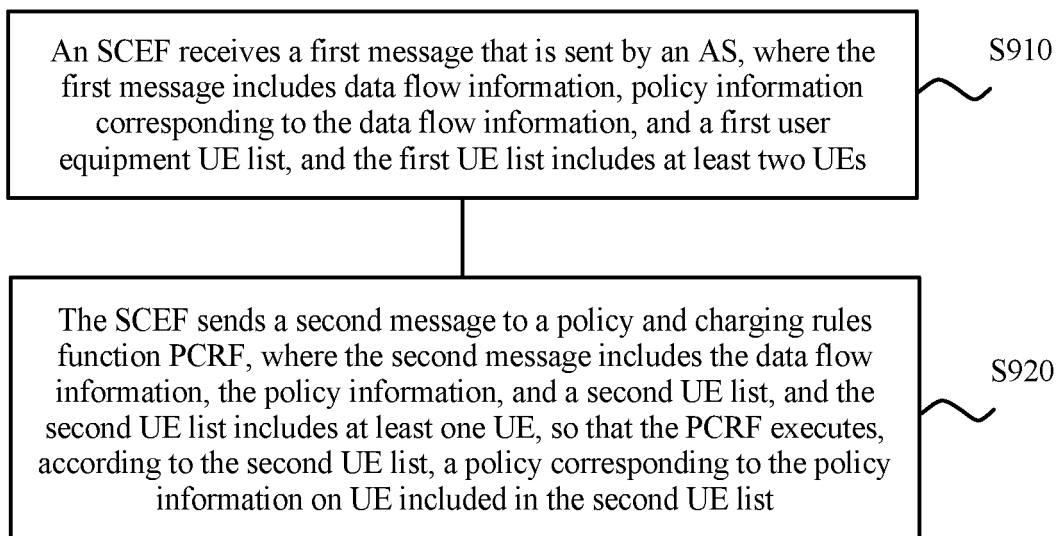 An SCEF receives a first message that is sent by an AS, where the
first message includes data flow information, policy information
corresponding to the data flow information, and a first user
equipment UE list, and the first UE list includes at least two UEs
S910
The SCEF sends a second message to a policy and charging rules
function PCRF, where the second message includes the data flow
information, the policy information, and a second UE list, and the
second UE list includes at least one UE, so that the PCRF executes,
according to the second UE list, a policy corresponding to the policy
information on UE included in the second UE list
S920